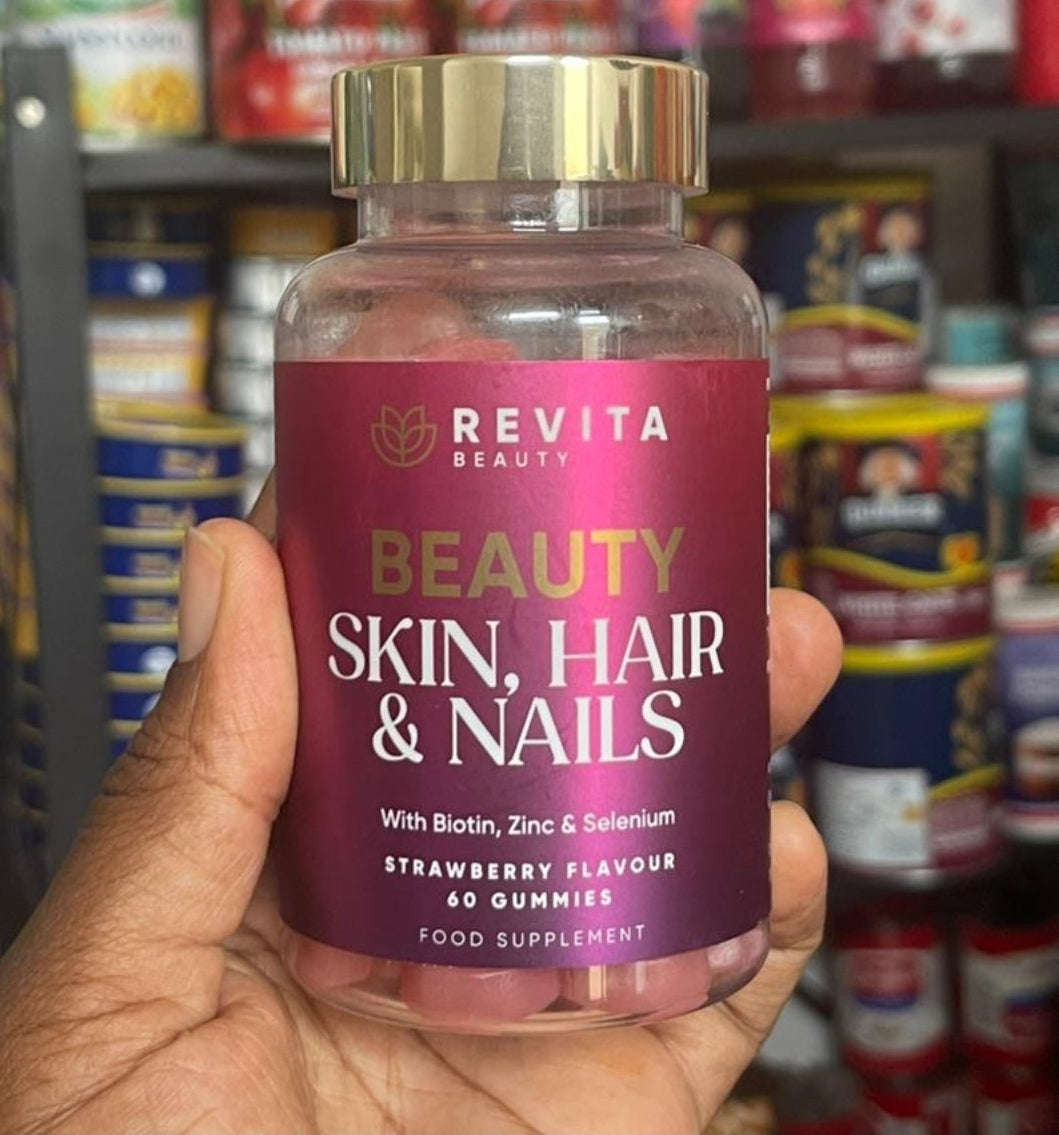 REVITA
BEAUTY
BEAUTY
SKIN, HAIR
& NAILS
With Biotin, Zinc & Selenium
STRAWBERRY FLAVOUR
60 GUMMIES
FOOD SUPPLEMENT